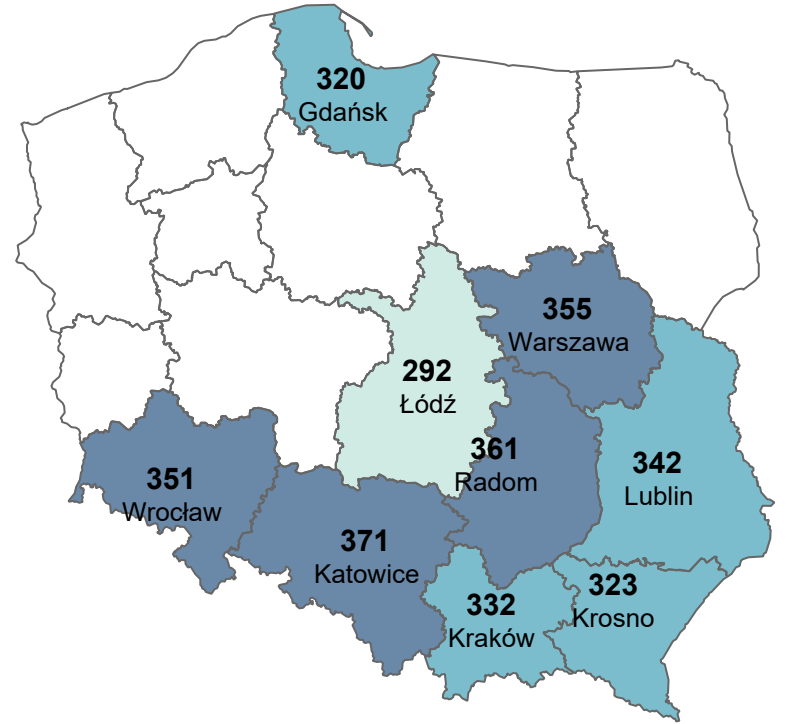 320
Gdańsk
355
Warszawa
292
Łódź
361
Radom
342
Lublin
351
Wrocław
371
Katowice
332
Kraków
323
Krosno